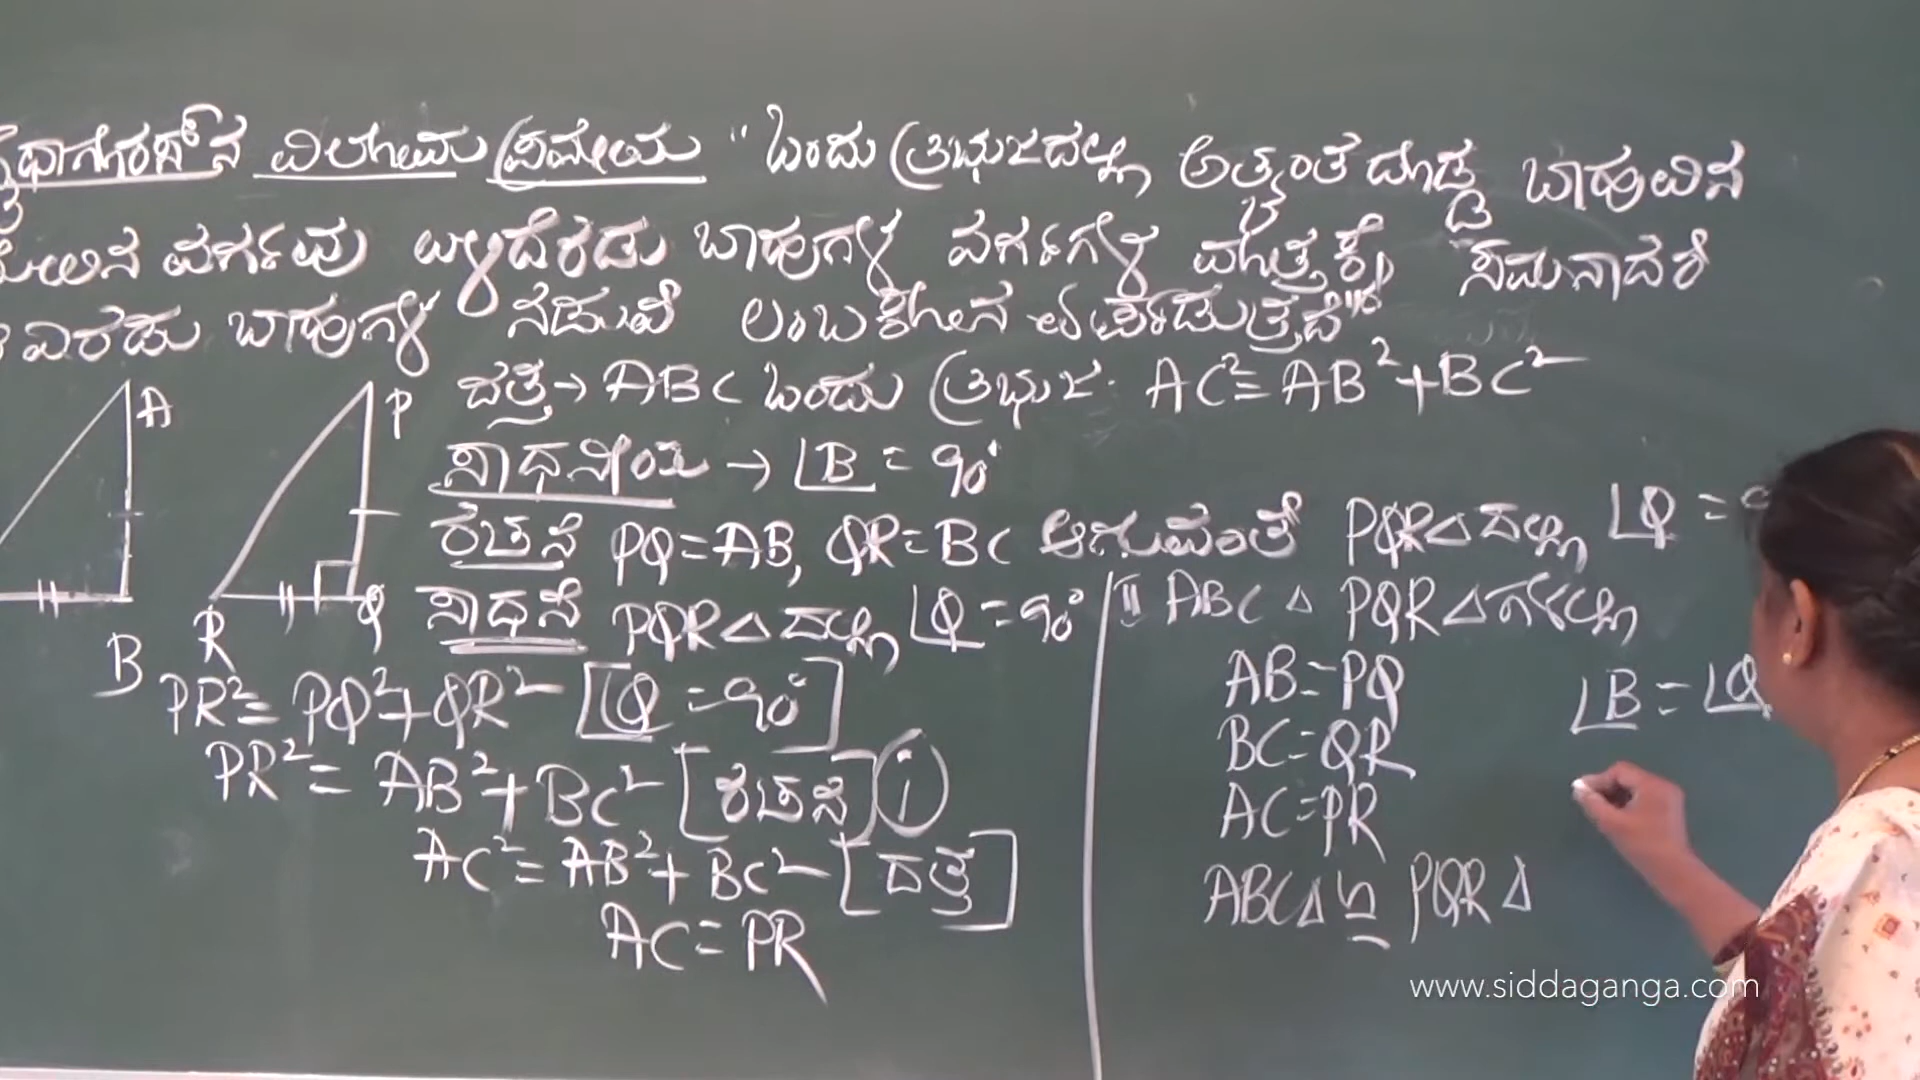 ಪೈಥಾಗೊರಸ್‌ನ ವಿಲೋಮ ಪ್ರಮೇಯ "ಒಂದು ತ್ರಿಭುಜದಲ್ಲಿ ಅತ್ಯಂತ ದೊಡ್ಡ ಬಾಹುವಿನ
ಮೇಲಿನ ವರ್ಗವು ಉಳಿದೆರಡು ಬಾಹುಗಳ ವರ್ಗಗಳ ಮೊತ್ತಕ್ಕೆ ಸಮನಾದರೆ
ಆ ಎರಡು ಬಾಹುಗಳ ನಡುವೆ ಲಂಬಕೋನ ಏರ್ಪಡುತ್ತದೆ"
ದತ್ತ → ABC ಒಂದು ತ್ರಿಭುಜ. AC² = AB² + BC²
A
P
ಸಾಧನೀಯ → ∠B = 90°
ರಚನೆ PQ = AB, QR = BC ಆಗುವಂತೆ PQR∆ ದಲ್ಲಿ ∠Q = 9
B
R
Q
ಸಾಧನೆ PQR∆ ದಲ್ಲಿ ∠Q = 90°
PR² = PQ² + QR² [∠Q = 90°]
PR² = AB² + BC² [ರಚನೆ] (i)
AC² = AB² + BC² [ದತ್ತ]
AC = PR
II ABC ∆ PQR ∆ಗಳಲ್ಲಿ
AB = PQ
∠B = ∠Q
BC = QR
AC = PR
ABC∆ ≅ PQR ∆
www.siddaganga.com